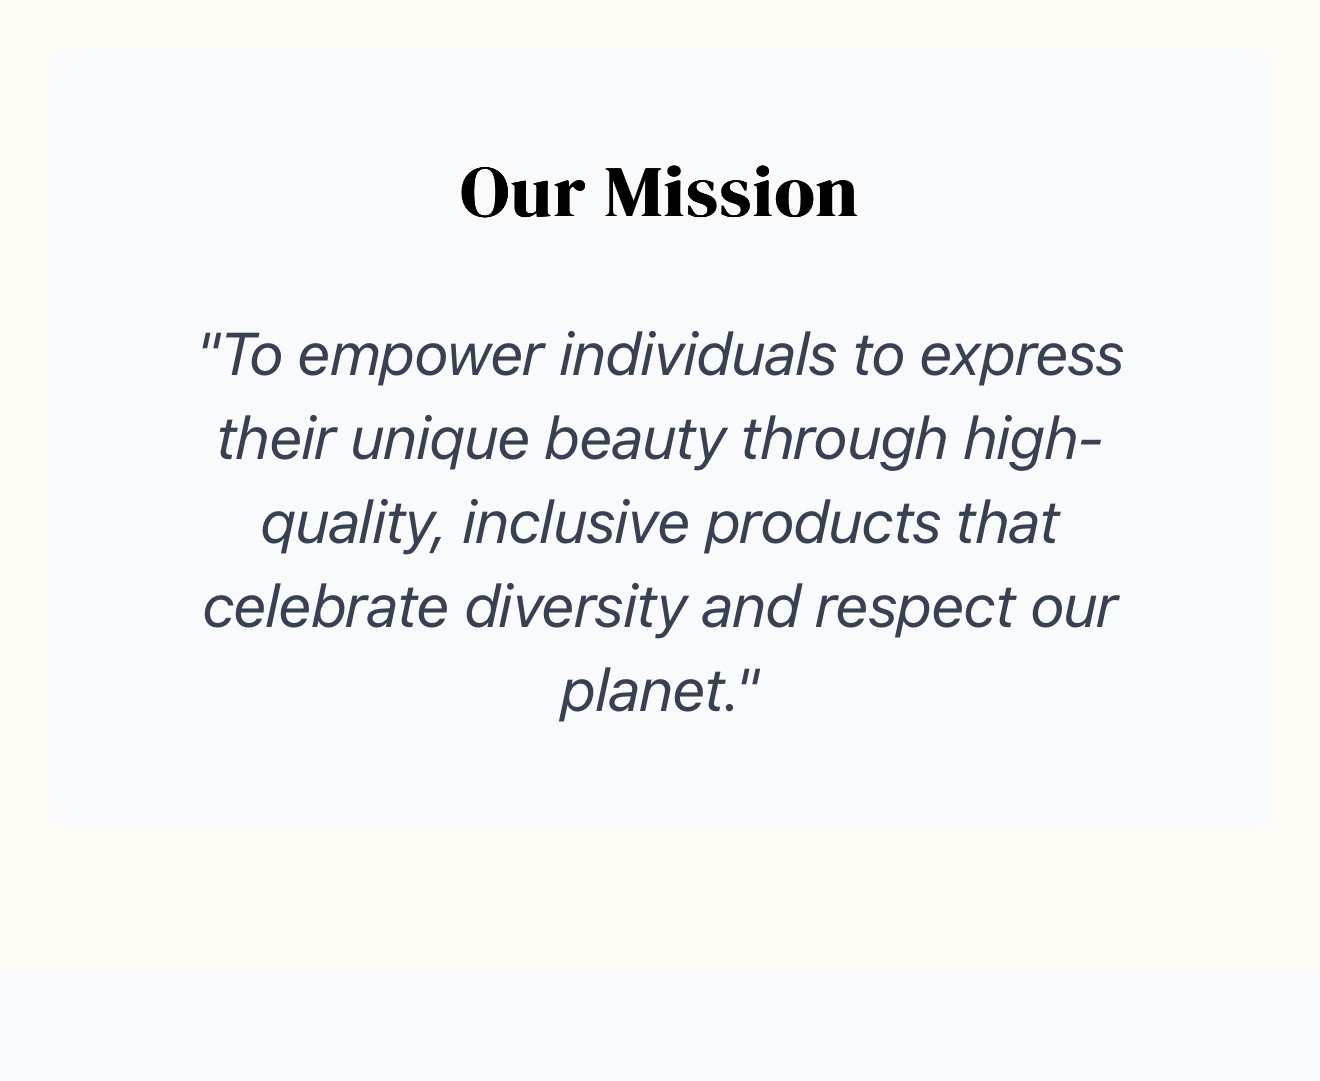 Our Mission
"To empower individuals to express
their unique beauty through high-
quality, inclusive products that
celebrate diversity and respect our
planet."